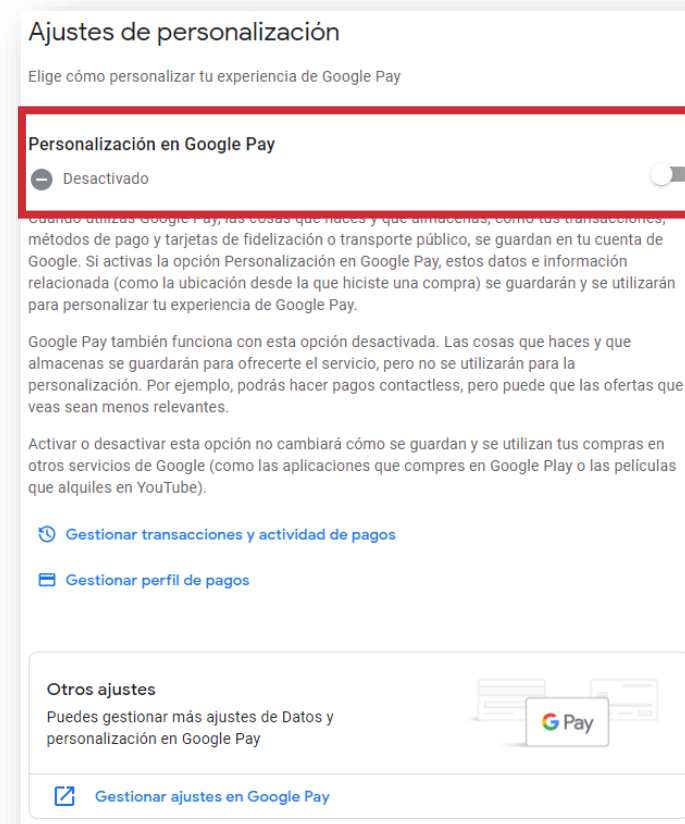 Ajustes de personalización
Elige cómo personalizar tu experiencia de Google Pay
Personalización en Google Pay
Desactivado
Cuando utilizas Google Pay, las cosas que haces y que almacenas, como tus transacciones,
métodos de pago y tarjetas de fidelización o transporte público, se guardan en tu cuenta de
Google. Si activas la opción Personalización en Google Pay, estos datos e información
relacionada (como la ubicación desde la que hiciste una compra) se guardarán y se utilizarán
para personalizar tu experiencia de Google Pay.
Google Pay también funciona con esta opción desactivada. Las cosas que haces y que
almacenas se guardarán para ofrecerte el servicio, pero no se utilizarán para la
personalización. Por ejemplo, podrás hacer pagos contactless, pero puede que las ofertas que
veas sean menos relevantes.
Activar o desactivar esta opción no cambiará cómo se guardan y se utilizan tus compras en
otros servicios de Google (como las aplicaciones que compres en Google Play o las películas
que alquiles en YouTube).
Gestionar transacciones y actividad de pagos
Gestionar perfil de pagos
Otros ajustes
Puedes gestionar más ajustes de Datos y
personalización en Google Pay
G Pay
Gestionar ajustes en Google Pay